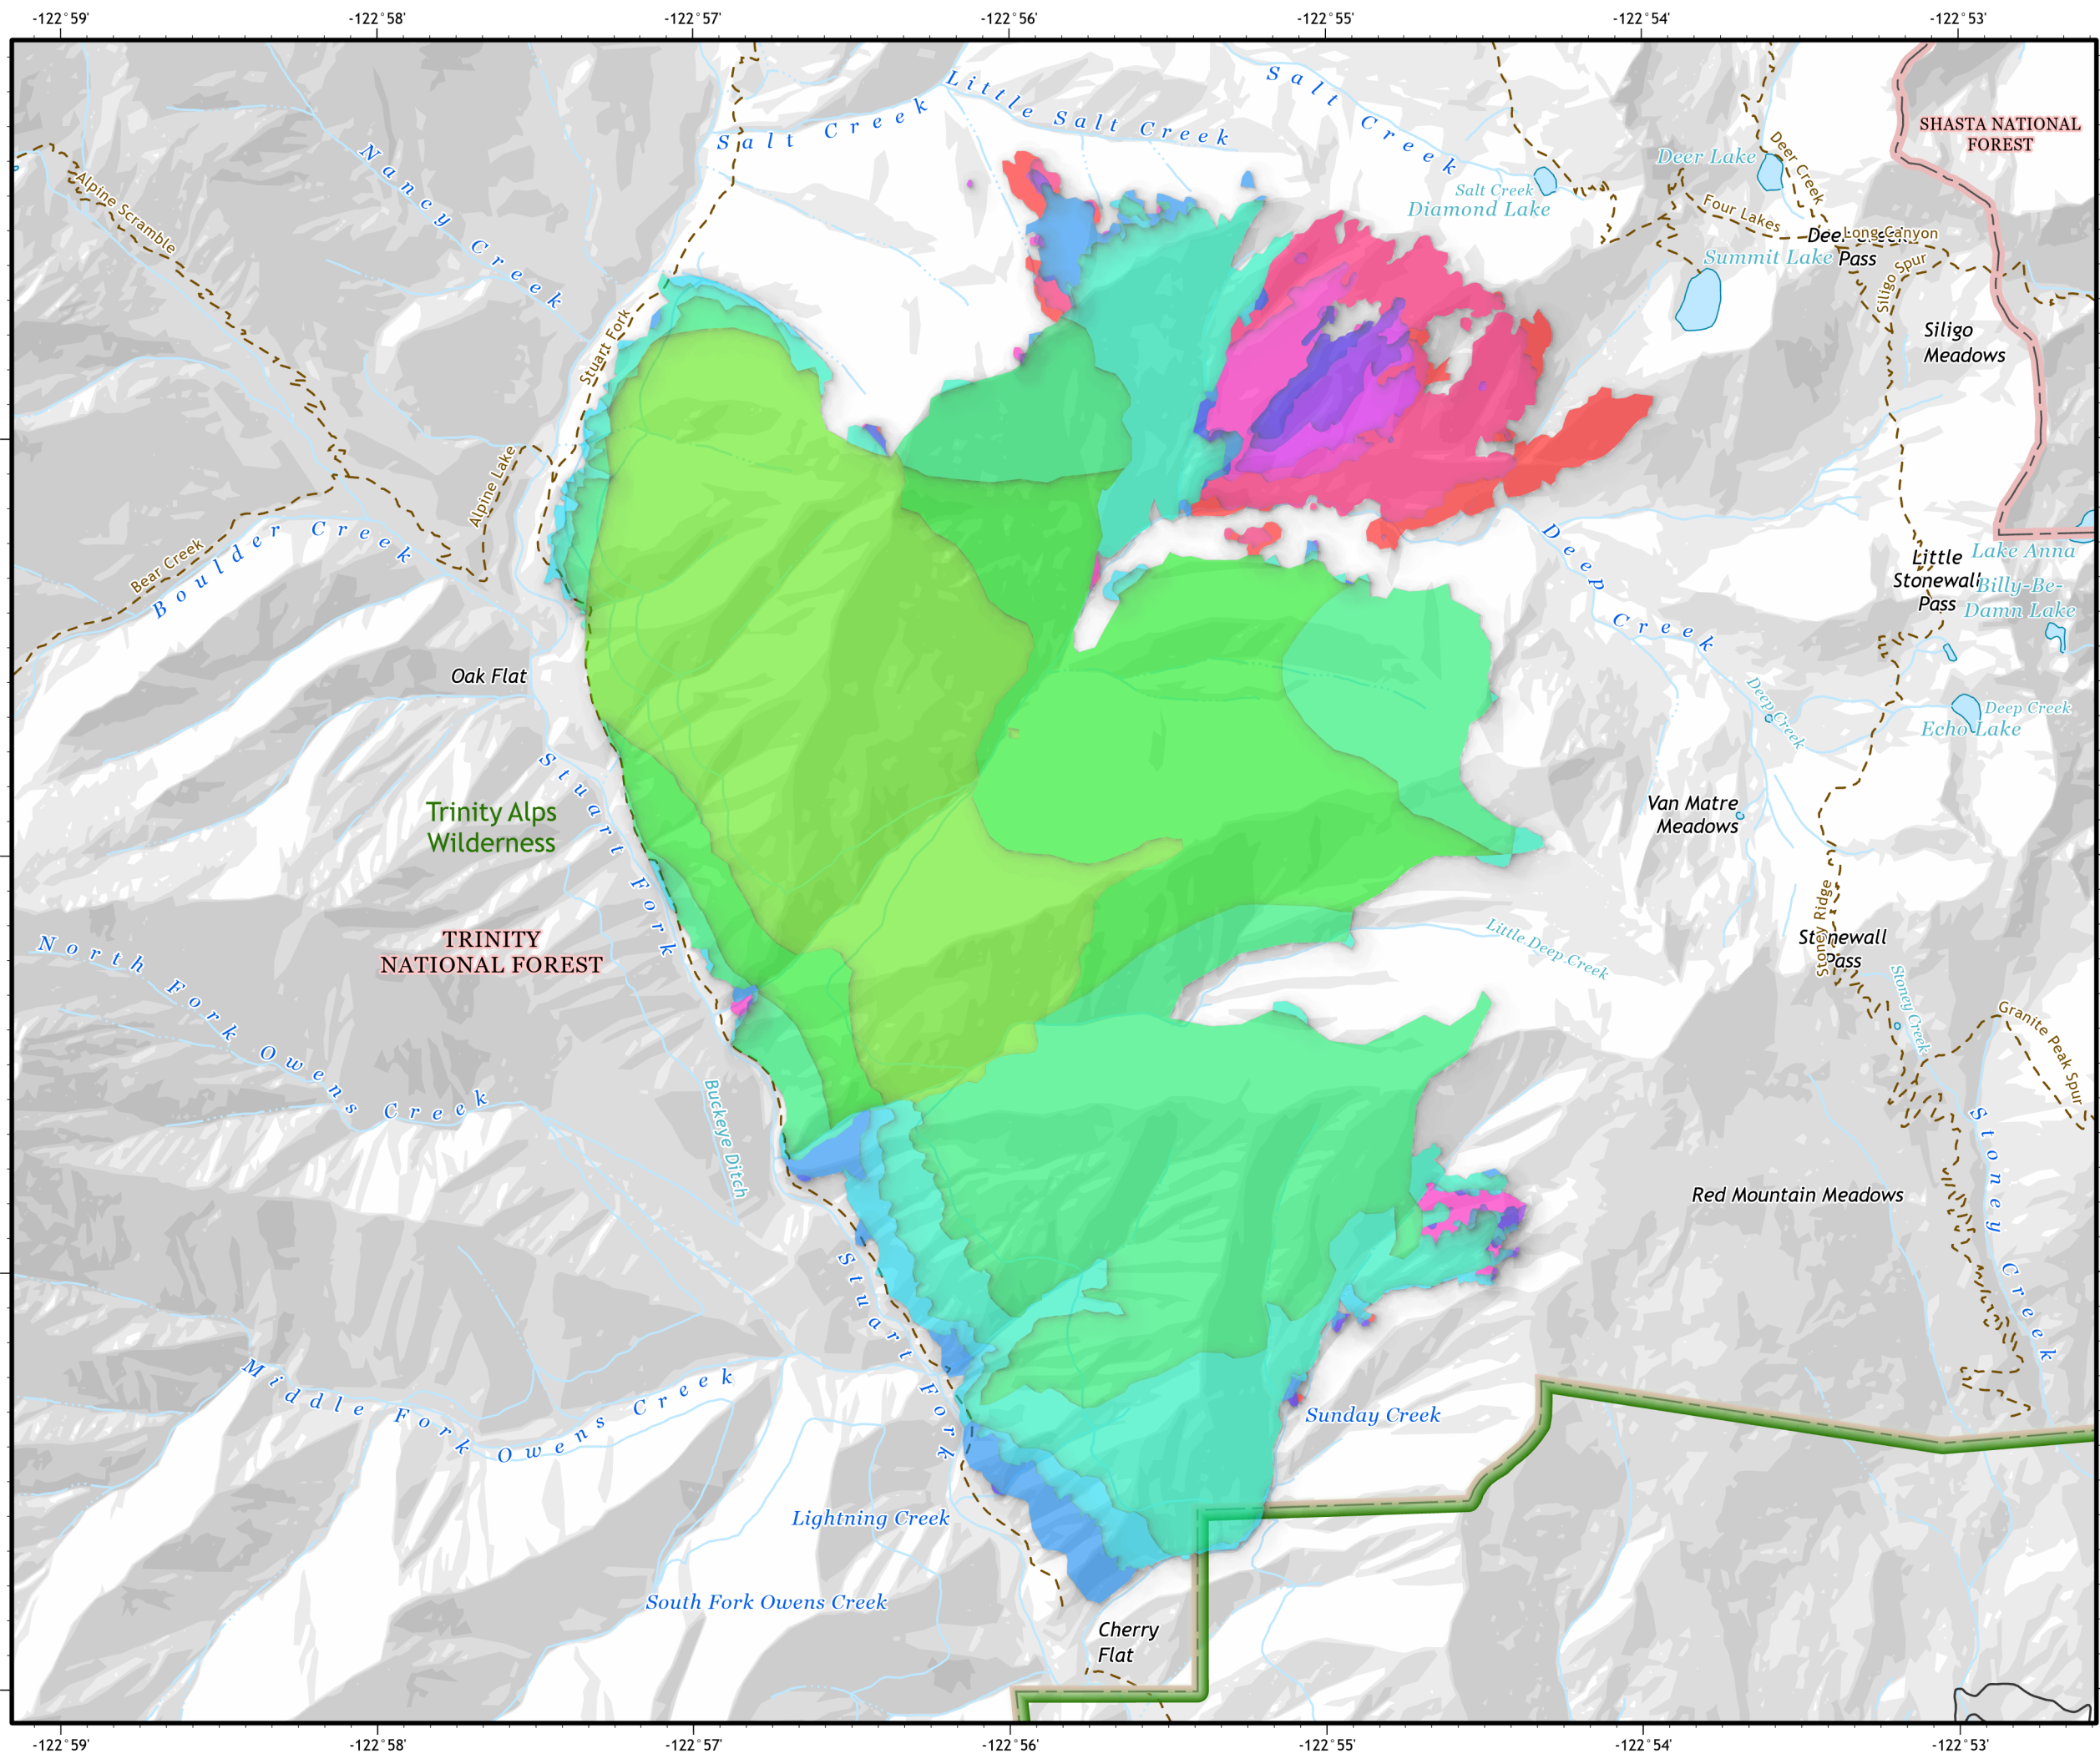 -122°59'
-122°58'
-122°57'
-122°56'
-122°55'
-122°54'
-122°53'
Salt Creek
Little Salt Creek
Salt Creek
SHASTA NATIONAL
FOREST
Deer Lake
Deer Creek
Salt Creek
Diamond Lake
Four Lakes
Long Canyon
Deer Creek
Pass
Summit Lake
Siligo Spur
Siligo
Meadows
Alpine Scramble
Nancy Creek
Stuart Fork
Alpine Lake
Bear Creek
Boulder Creek
Deep Creek
Little
Stonewall
Pass
Lake Anna
Billy-Be-
Damn Lake
Oak Flat
Deep Creek
Deep Creek
Echo Lake
Stuart Fork
Trinity Alps
Wilderness
Van Matre
Meadows
TRINITY
NATIONAL FOREST
Little Deep Creek
Stoney Ridge
Stonewall
Pass
Stoney Creek
Granite Peak Spur
North Fork Owens Creek
Buckeye Ditch
Stoney Creek
Red Mountain Meadows
Stuart Fork
Middle Fork Owens Creek
Sunday Creek
Lightning Creek
South Fork Owens Creek
Cherry
Flat
-122°59'
-122°58'
-122°57'
-122°56'
-122°55'
-122°54'
-122°53'